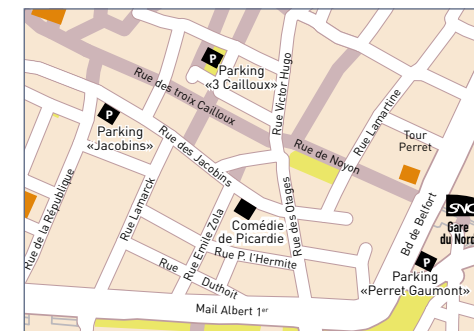 P
Parking
«3 Cailloux»
Rue des trois Cailloux
Rue Victor Hugo
Rue Lamartine
P
Parking
«Jacobins»
Rue des Jacobins
Rue de Noyon
Tour
Perret
Rue de la République
Rue Lamarck
Rue Emile Zola
Comédie
de Picardie
Rue des Otages
Bd de Belfort
Gare
du Nord
Rue P. l'Hermite
Rue Duthoit
P
Parking
«Perret Gaumont»
Mail Albert 1er